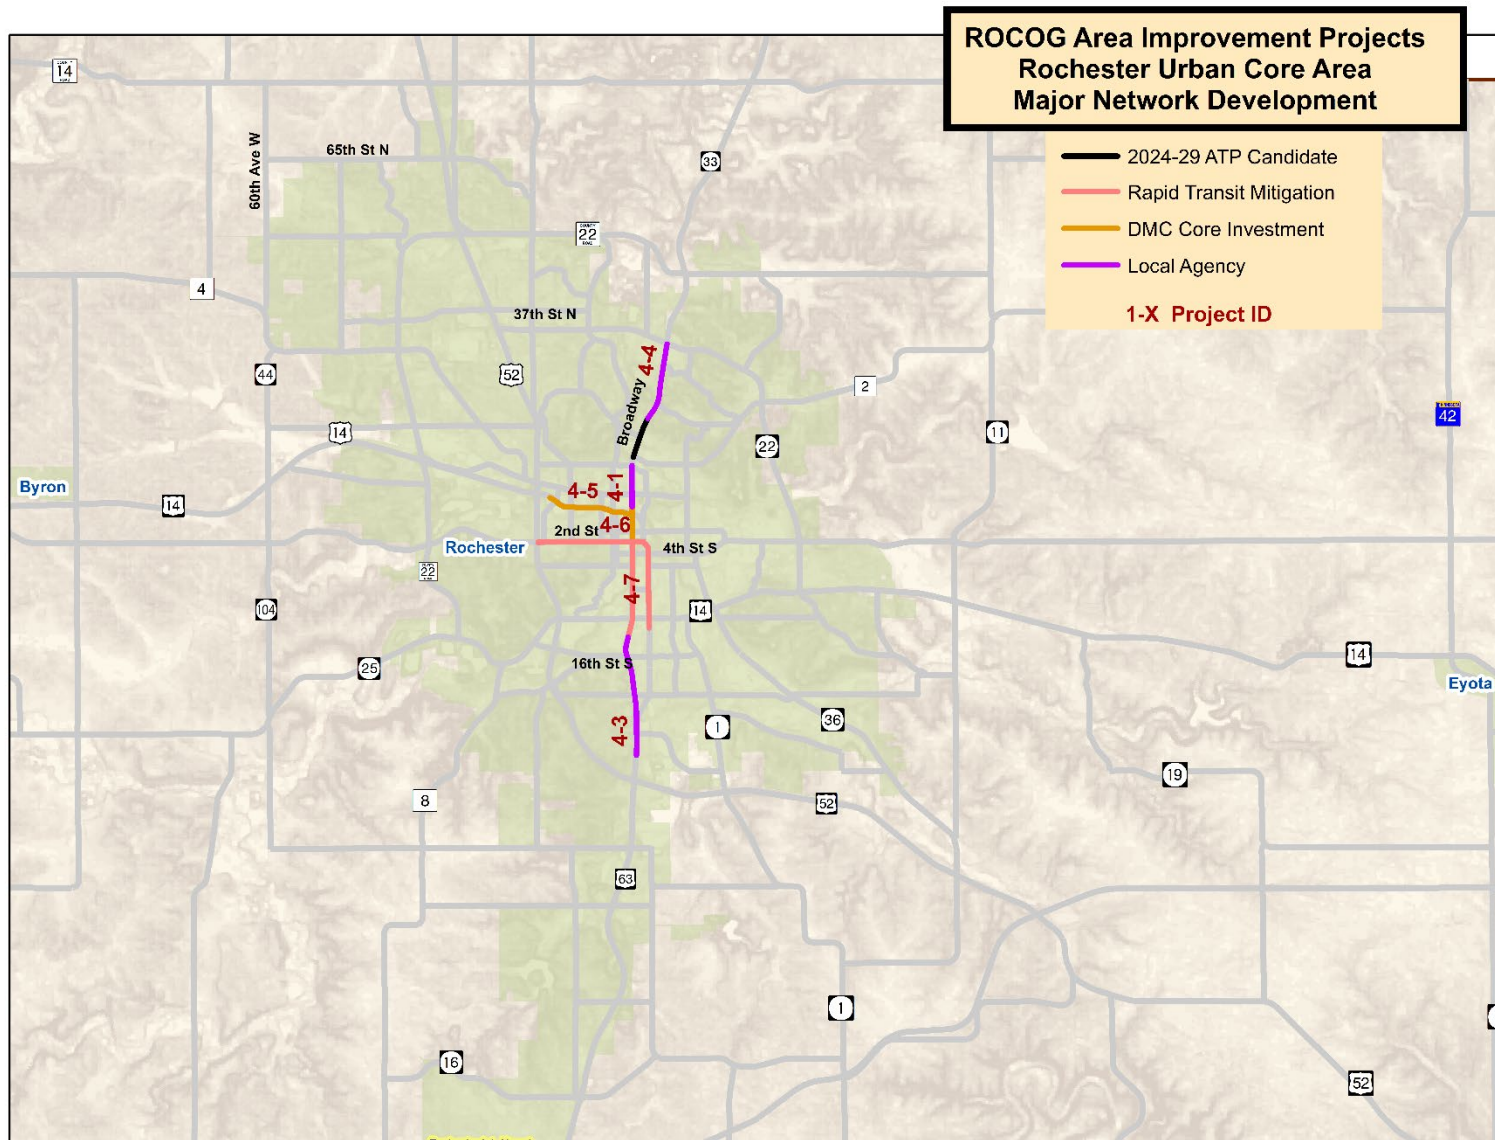 ROCOG Area Improvement Projects
Rochester Urban Core Area
Major Network Development
2024-29 ATP Candidate
Rapid Transit Mitigation
DMC Core Investment
Local Agency
1-X Project ID
14
65th St N
60th Ave W
33
22
4
37th St N
44
52
4-4
Broadway
2
14
22
11
42
Byron
14
4-5
4-1
4-6
2nd St
Rochester
4th St S
22
4-7
104
14
16th St S
25
14
Eyota
4-3
1
36
19
8
52
63
1
16
52